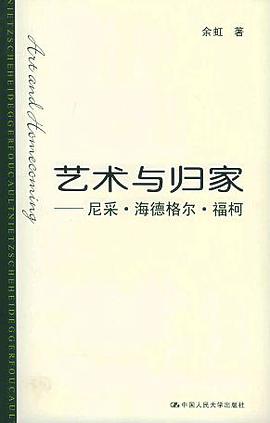 余虹 著
艺术与归家
——尼采·海德格尔·福柯
Art and Homecoming
NIETZSCHEHEIDEGGERFOUCAULTNIETZSCHEHEIDEGGERFOUCAULT
中国人民大学出版社